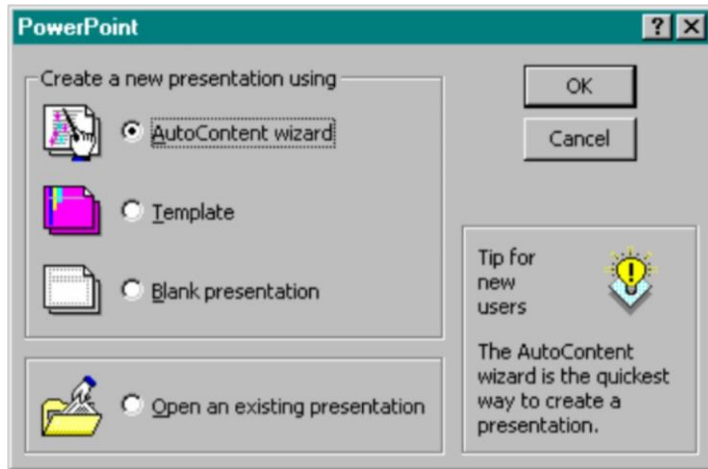 PowerPoint
Create a new presentation using
AutoContent wizard
Template
Blank presentation
Open an existing presentation
OK
Cancel
Tip for
new
users
The AutoContent
wizard is the quickest
way to create a
presentation.